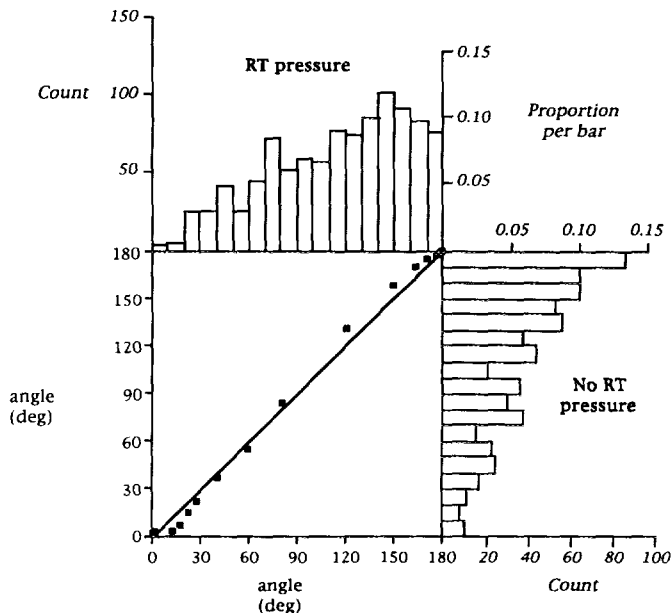 150
RT pressure
0.15
Count
100
0.10
Proportion
per bar
50
0.05
0.05 0.10 0.15
180
150
120
angle
(deg)
90
60
30
0
No RT
pressure
0 30 60 90 120 150 180
20 40 60 80 100
angle
(deg)
Count